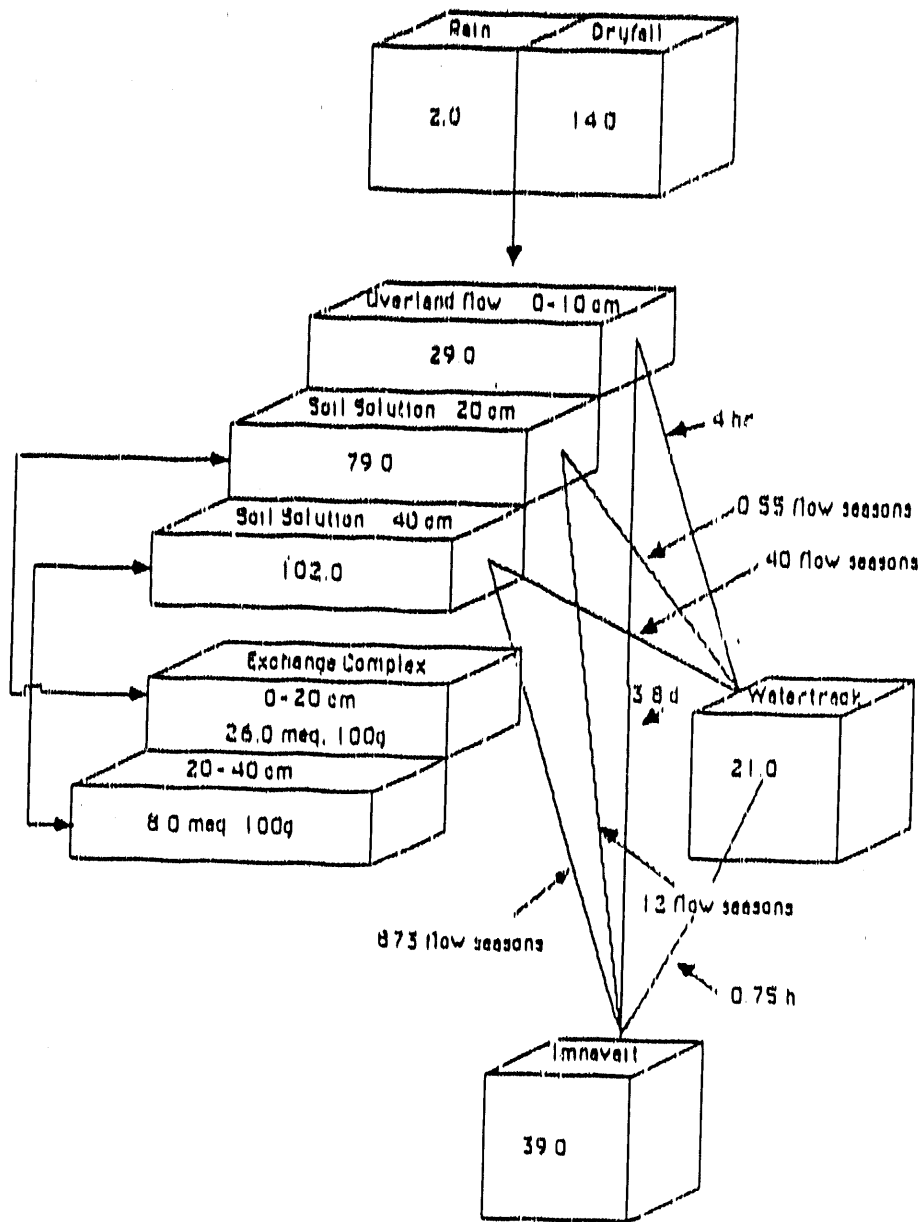 Rain Dryfall
2.0 14.0
Overland flow 0-10 cm
29.0
Soil Solution 20 cm
79.0
4 hr
Soil Solution 40 cm
0.55 flow seasons
102.0
40 flow seasons
Exchange Complex
0-20 cm
3.8 d
Watertrack
26.0 meq, 100g
20-40 cm
21.0
8.0 meq 100g
12 flow seasons
873 flow seasons
0.75 h
Imnavait
39.0